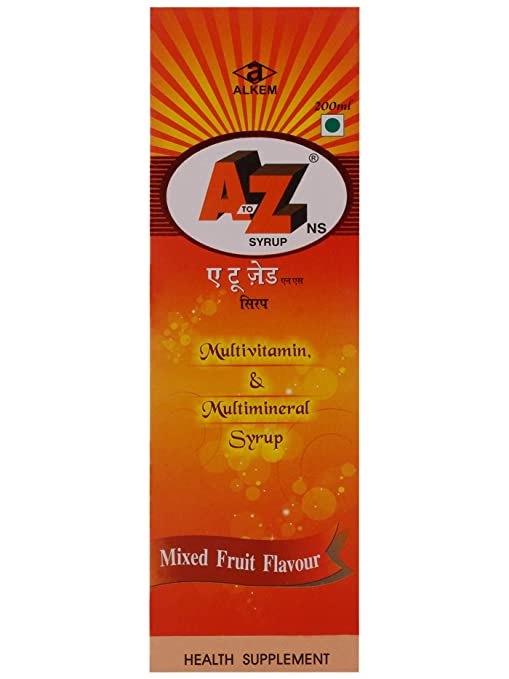 a
ALKEM
200ml
A TO Z ®
NS
SYRUP
ए टू ज़ेड एन एस
सिरप
Multivitamin,
&
Multimineral
Syrup
Mixed Fruit Flavour
HEALTH SUPPLEMENT